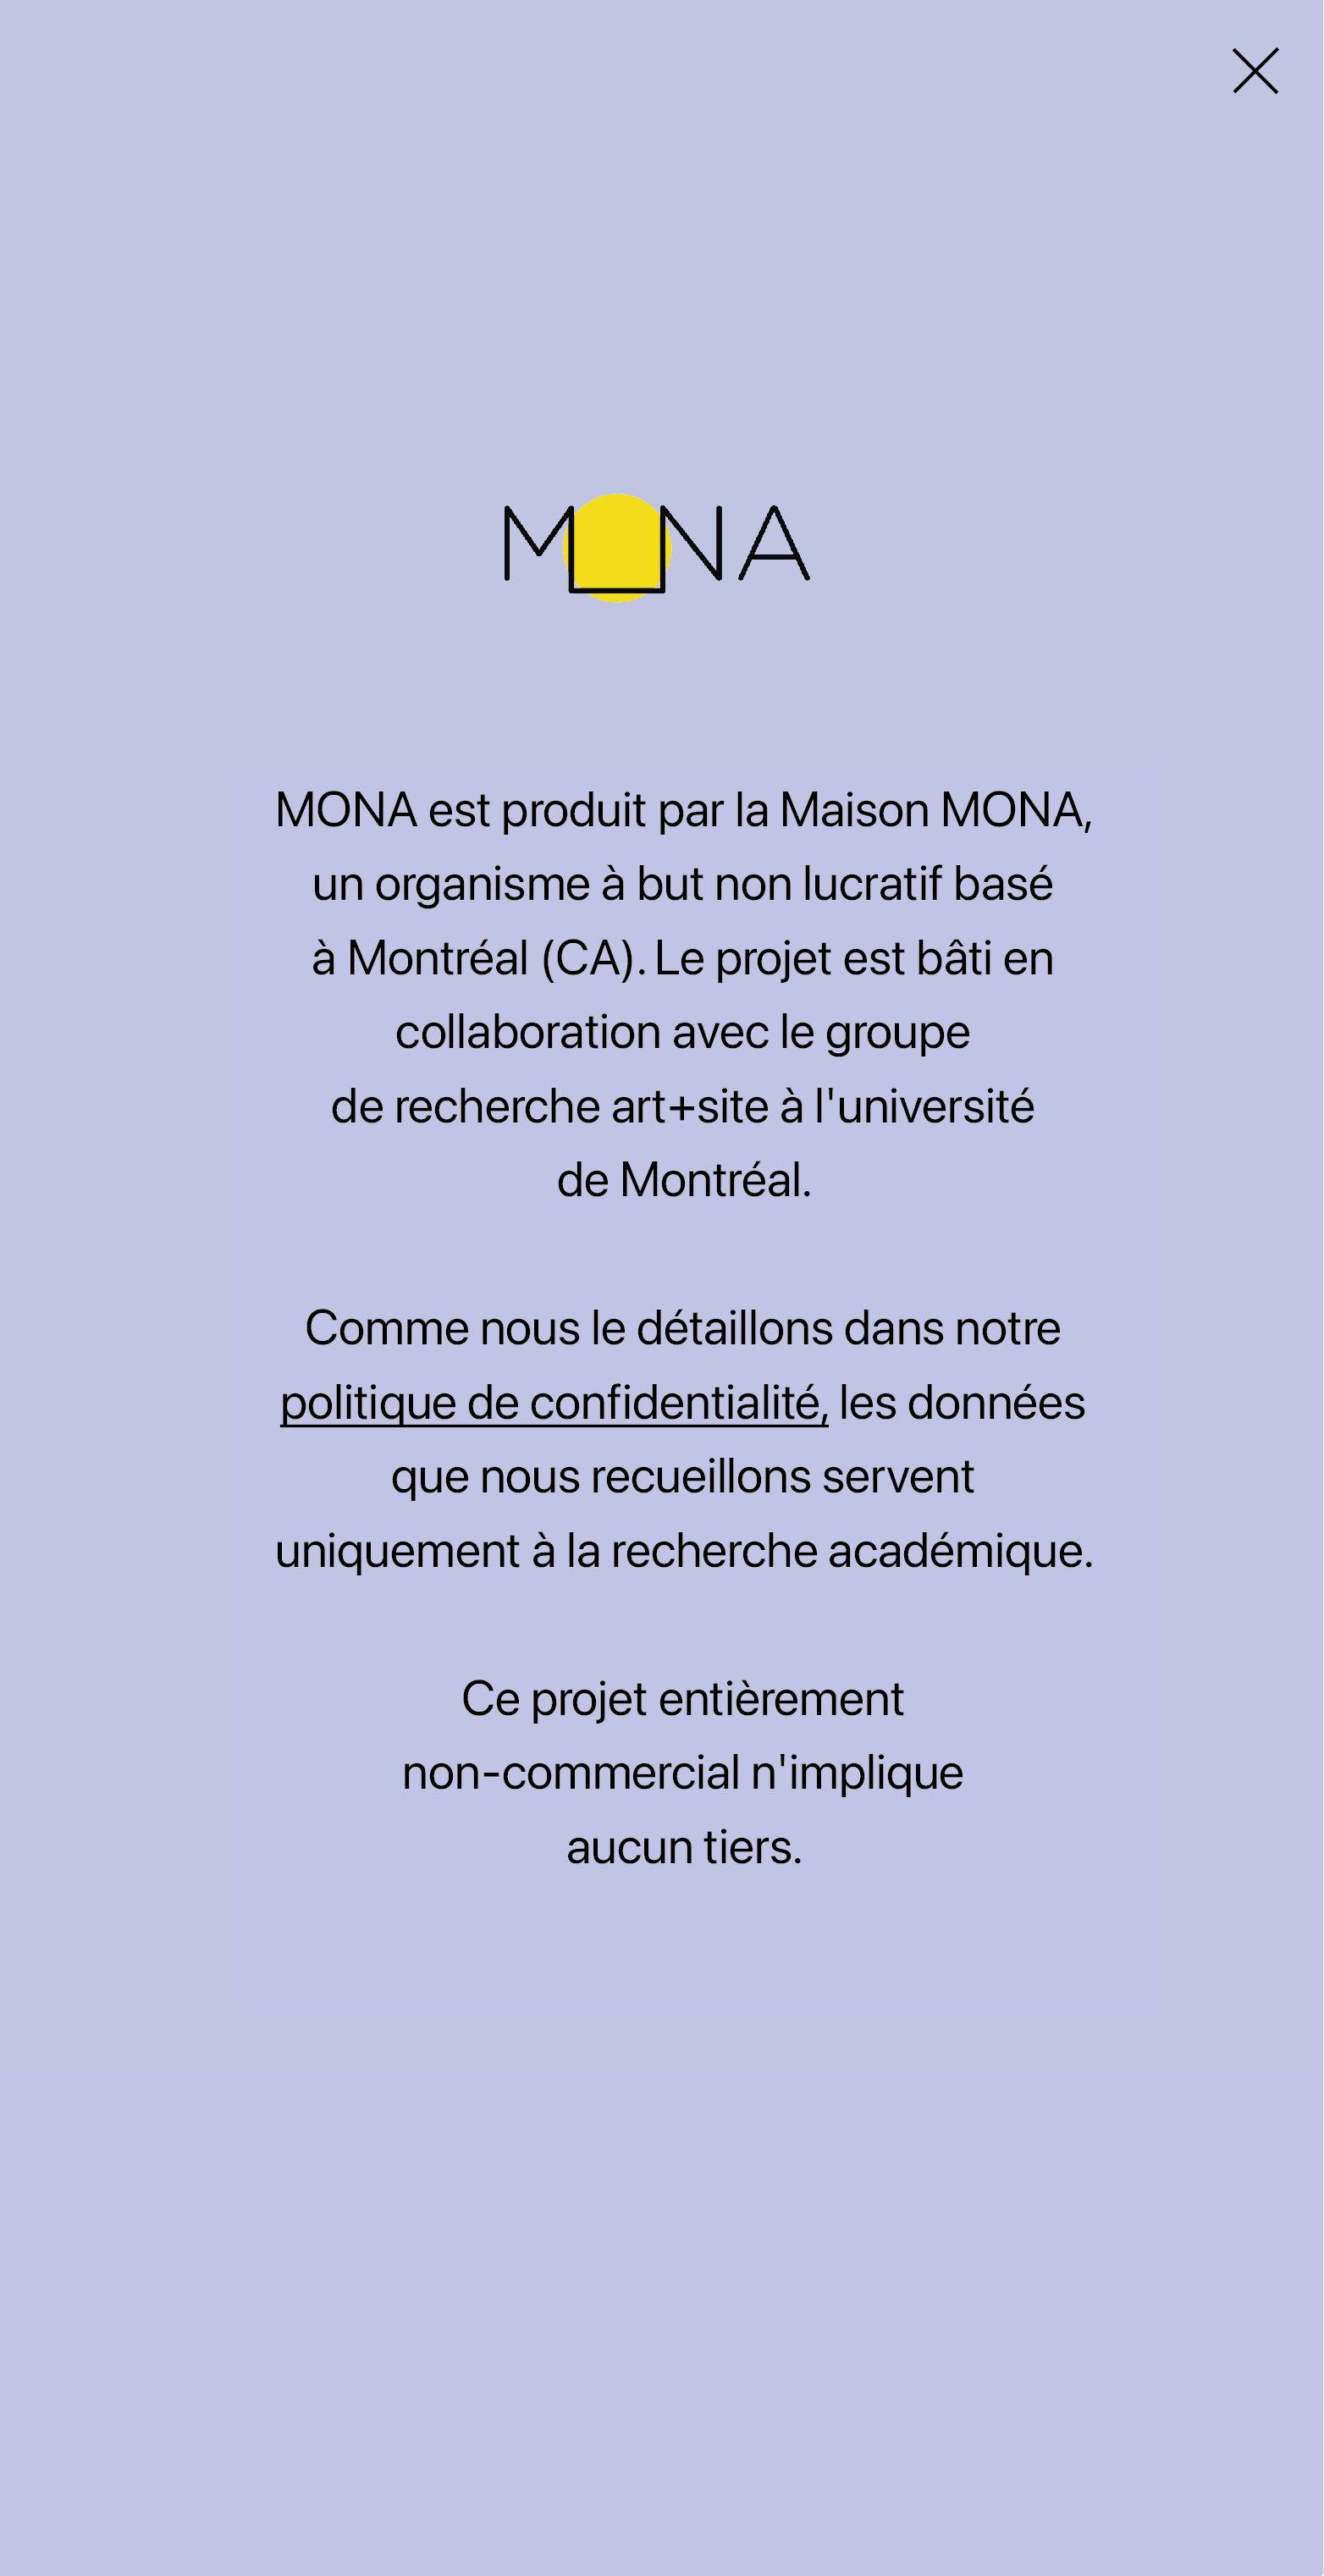 MONA
MONA est produit par la Maison MONA,
un organisme à but non lucratif basé
à Montréal (CA). Le projet est bâti en
collaboration avec le groupe
de recherche art+site à l'université
de Montréal.
Comme nous le détaillons dans notre
politique de confidentialité, les données
que nous recueillons servent
uniquement à la recherche académique.
Ce projet entièrement
non-commercial n'implique
aucun tiers.